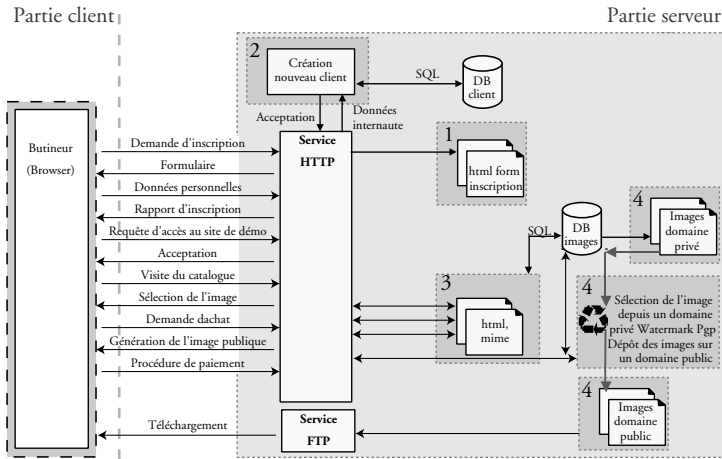 Partie client
Partie serveur
2
Création
nouveau client
SQL
DB
client
Acceptation
Données
internaute
Butineur
(Browser)
Service
HTTP
1
html form
inscription
Demande d'inscription
Formulaire
Données personnelles
Rapport d'inscription
Requête d'accès au site de démo
Acceptation
Visite du catalogue
Sélection de l'image
Demande dachat
Génération de l'image publique
Procédure de paiement
SQL
DB
images
4
Images
domaine
privé
3
html,
mime
4
Sélection de l'image
depuis un domaine
privé Watermark Pgp
Dépôt des images sur
un domaine public
4
Images
domaine
public
Téléchargement
Service
FTP